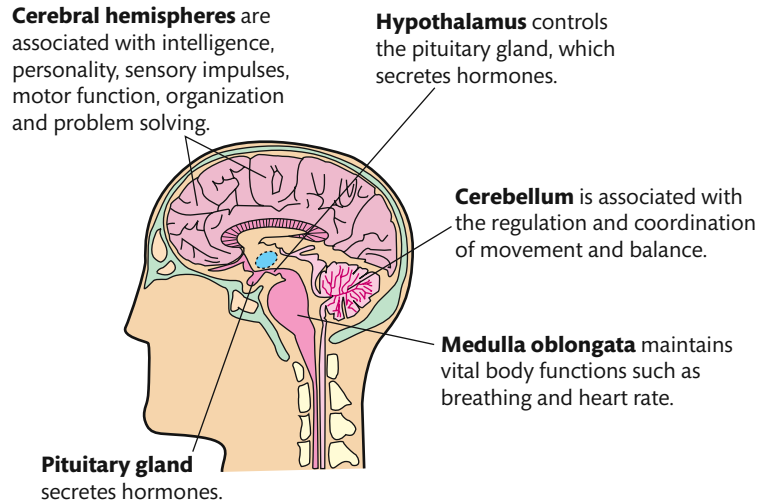 Cerebral hemispheres are
associated with intelligence,
personality, sensory impulses,
motor function, organization
and problem solving.
Hypothalamus controls
the pituitary gland, which
secretes hormones.
Cerebellum is associated with
the regulation and coordination
of movement and balance.
Medulla oblongata maintains
vital body functions such as
breathing and heart rate.
Pituitary gland
secretes hormones.